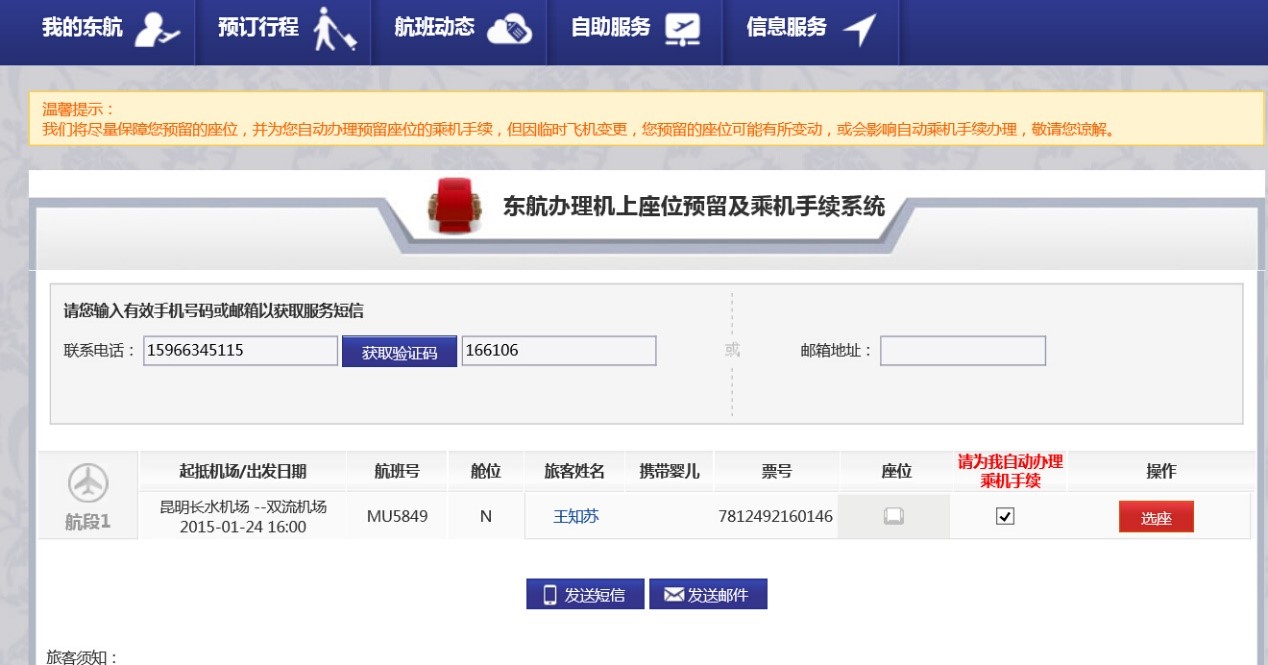 我的东航 预订行程 航班动态 自助服务 信息服务
温馨提示：
我们将尽量保障您预留的座位，并为您自动办理预留座位的乘机手续，但因临时飞机变更，您预留的座位可能有所变动，或会影响自动乘机手续办理，敬请您谅解。
东航办理机上座位预留及乘机手续系统
请您输入有效手机号码或邮箱以获取服务短信
联系电话： 15966345115 获取验证码 166106 或 邮箱地址：
起抵机场/出发日期 航班号 舱位 旅客姓名 携带婴儿 票号 座位 请为我自动办理
乘机手续 操作
航段1
昆明长水机场 --双流机场
2015-01-24 16:00 MU5849 N 王知苏 7812492160146 选座
发送短信 发送邮件
旅客须知：